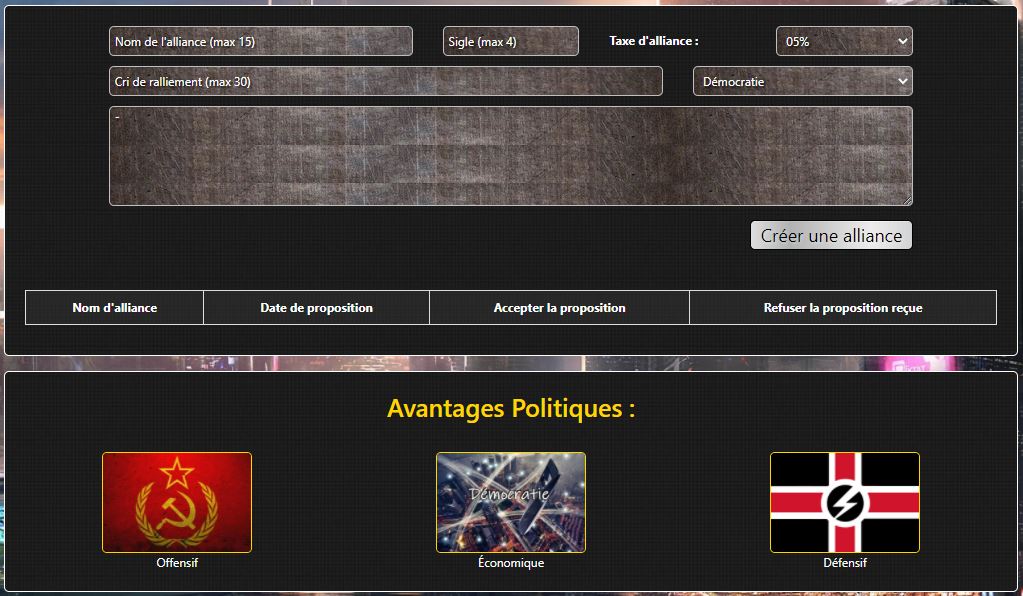 Nom de l'alliance (max 15) Sigle (max 4) Taxe d'alliance : 05%
Cri de ralliement (max 30) Démocratie
-
Créer une alliance
Nom d'alliance Date de proposition Accepter la proposition Refuser la proposition reçue
Avantages Politiques :
Démocratie
Offensif Économique Défensif